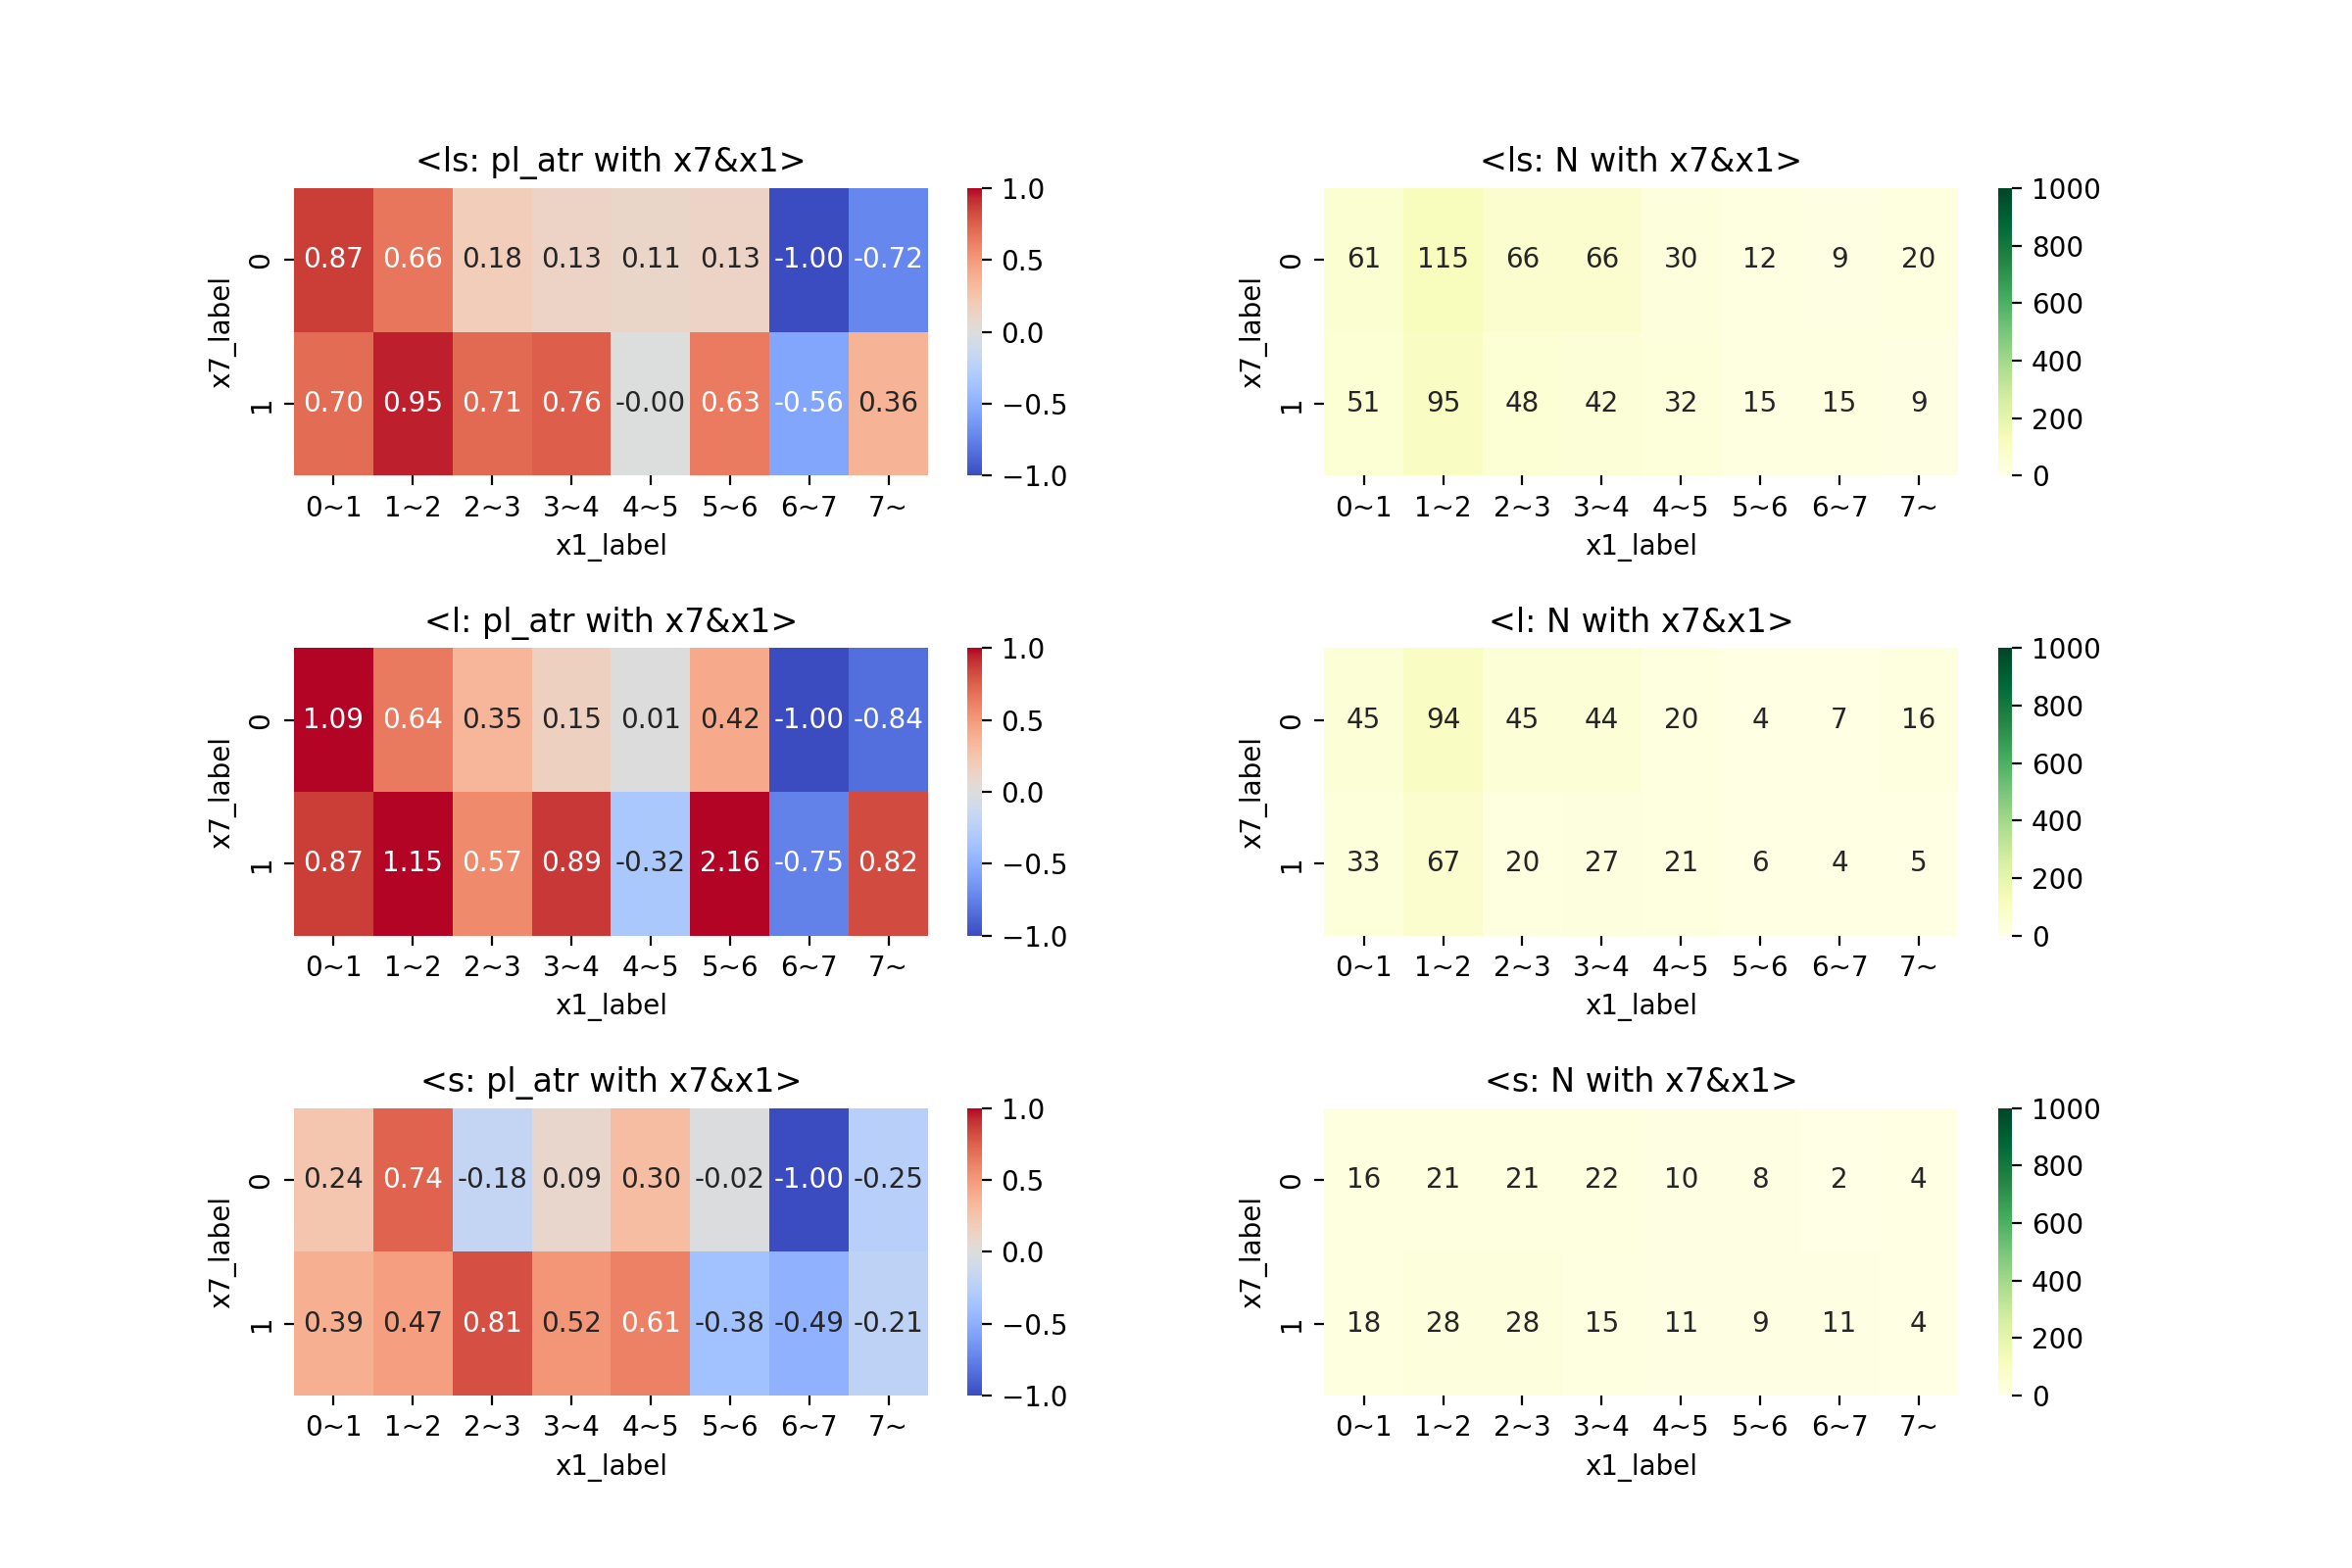 <ls: pl_atr with x7&x1>
x7_label
0 0.87 0.66 0.18 0.13 0.11 0.13 -1.00 -0.72
1 0.70 0.95 0.71 0.76 -0.00 0.63 -0.56 0.36
0~1 1~2 2~3 3~4 4~5 5~6 6~7 7~
x1_label
1.0
0.5
0.0
−0.5
−1.0
<ls: N with x7&x1>
x7_label
0 61 115 66 66 30 12 9 20
1 51 95 48 42 32 15 15 9
0~1 1~2 2~3 3~4 4~5 5~6 6~7 7~
x1_label
1000
800
600
400
200
0
<l: pl_atr with x7&x1>
x7_label
0 1.09 0.64 0.35 0.15 0.01 0.42 -1.00 -0.84
1 0.87 1.15 0.57 0.89 -0.32 2.16 -0.75 0.82
0~1 1~2 2~3 3~4 4~5 5~6 6~7 7~
x1_label
1.0
0.5
0.0
−0.5
−1.0
<l: N with x7&x1>
x7_label
0 45 94 45 44 20 4 7 16
1 33 67 20 27 21 6 4 5
0~1 1~2 2~3 3~4 4~5 5~6 6~7 7~
x1_label
1000
800
600
400
200
0
<s: pl_atr with x7&x1>
x7_label
0 0.24 0.74 -0.18 0.09 0.30 -0.02 -1.00 -0.25
1 0.39 0.47 0.81 0.52 0.61 -0.38 -0.49 -0.21
0~1 1~2 2~3 3~4 4~5 5~6 6~7 7~
x1_label
1.0
0.5
0.0
−0.5
−1.0
<s: N with x7&x1>
x7_label
0 16 21 21 22 10 8 2 4
1 18 28 28 15 11 9 11 4
0~1 1~2 2~3 3~4 4~5 5~6 6~7 7~
x1_label
1000
800
600
400
200
0